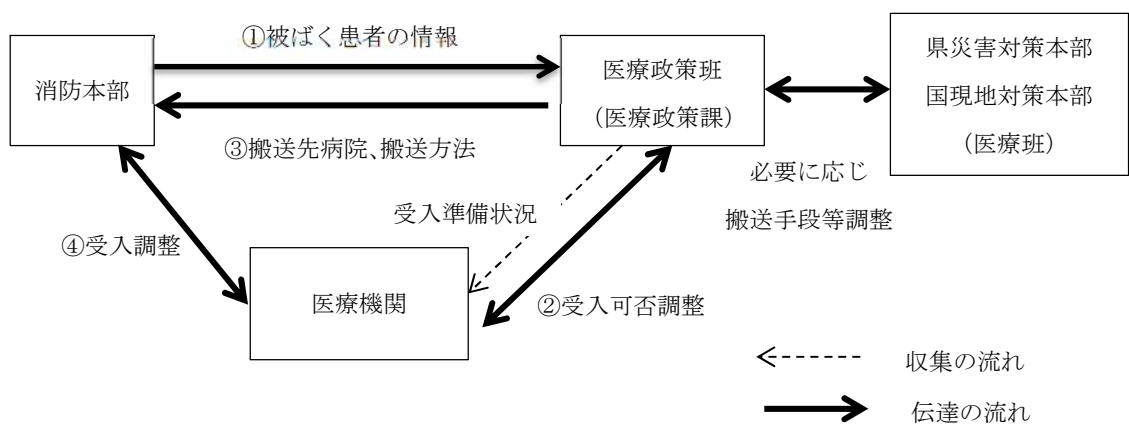 ①被ばく患者の情報
消防本部
医療政策班
(医療政策課)
県災害対策本部
国現地対策本部
(医療班)
③搬送先病院、搬送方法
必要に応じ
搬送手段等調整
受入準備状況
④受入調整
医療機関
②受入可否調整
収集の流れ
伝達の流れ